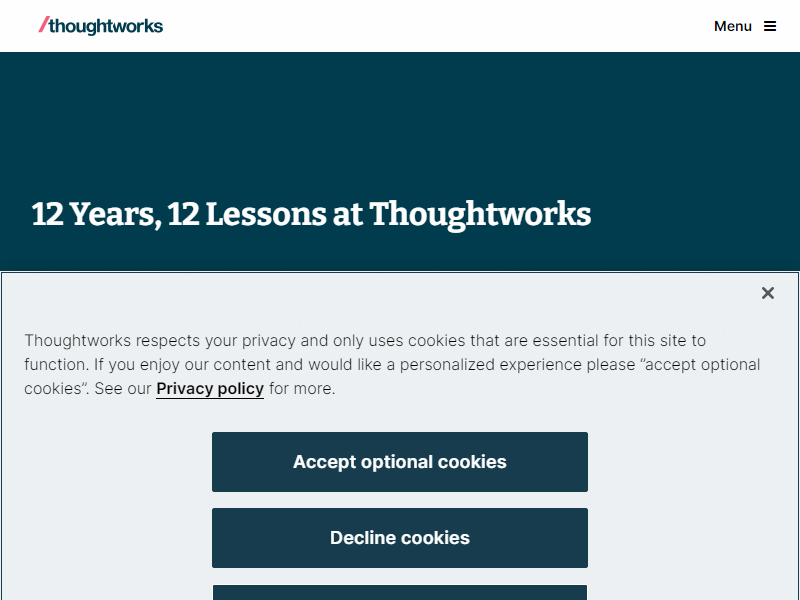 /thoughtworks
Menu
12 Years, 12 Lessons at Thoughtworks
Thoughtworks respects your privacy and only uses cookies that are essential for this site to
function. If you enjoy our content and would like a personalized experience please “accept optional
cookies”. See our Privacy policy for more.
Accept optional cookies
Decline cookies